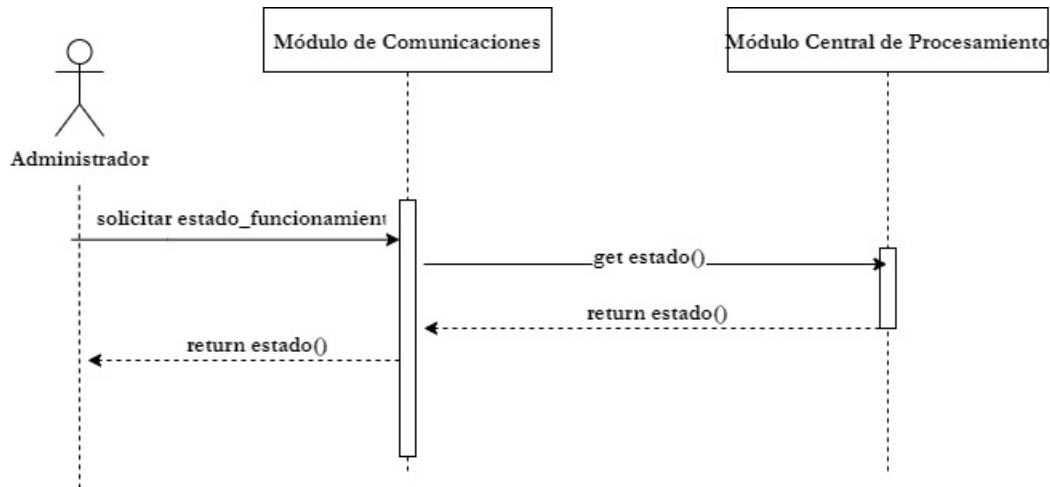 Módulo de Comunicaciones
Módulo Central de Procesamiento
Administrador
solicitar estado_funcionamient
get estado()
return estado()
return estado()